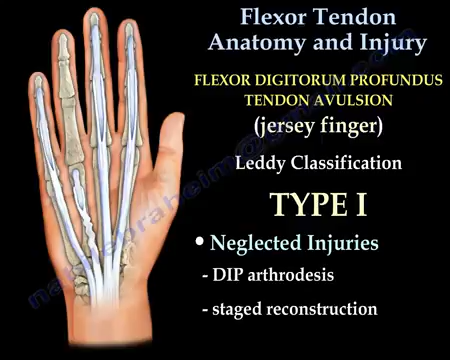 Flexor Tendon
Anatomy and Injury
FLEXOR DIGITORUM PROFUNDUS
TENDON AVULSION
(jersey finger)
Leddy Classification
TYPE I
• Neglected Injuries
- DIP arthrodesis
- staged reconstruction